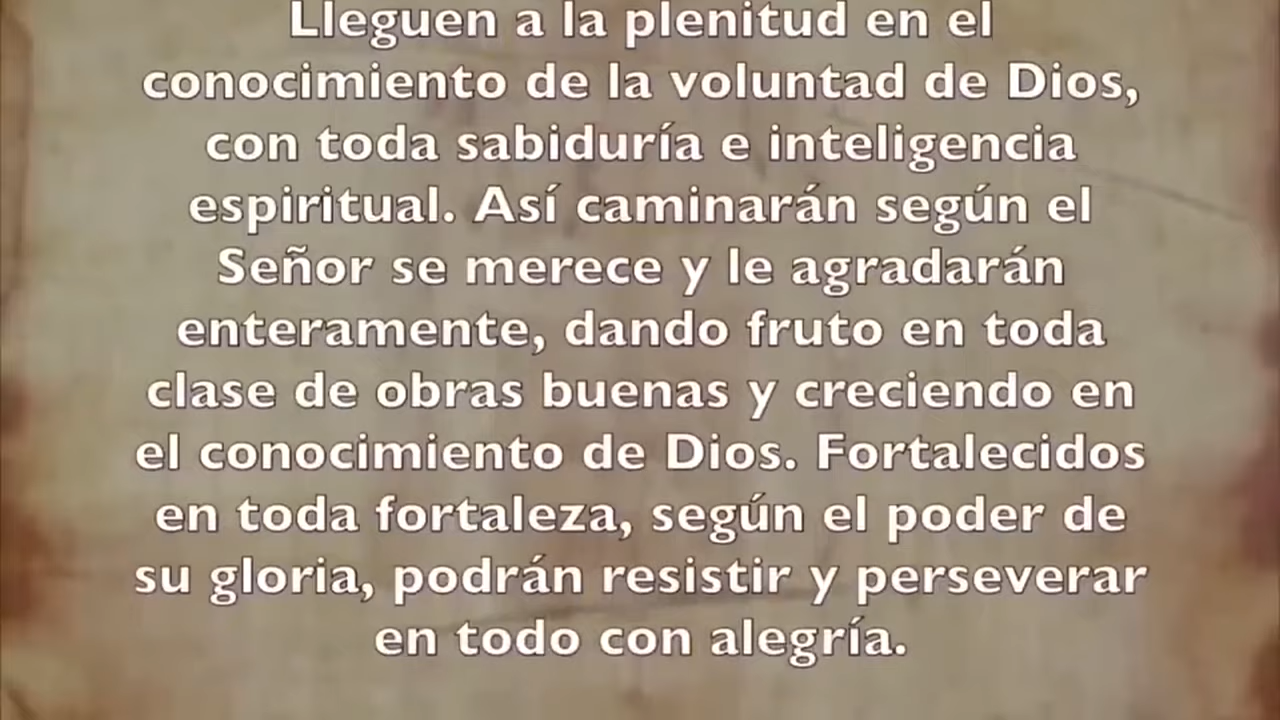 Lleguen a la plenitud en el
conocimiento de la voluntad de Dios,
con toda sabiduría e inteligencia
espiritual. Así caminarán según el
Señor se merece y le agradarán
enteramente, dando fruto en toda
clase de obras buenas y creciendo en
el conocimiento de Dios. Fortalecidos
en toda fortaleza, según el poder de
su gloria, podrán resistir y perseverar
en todo con alegría.